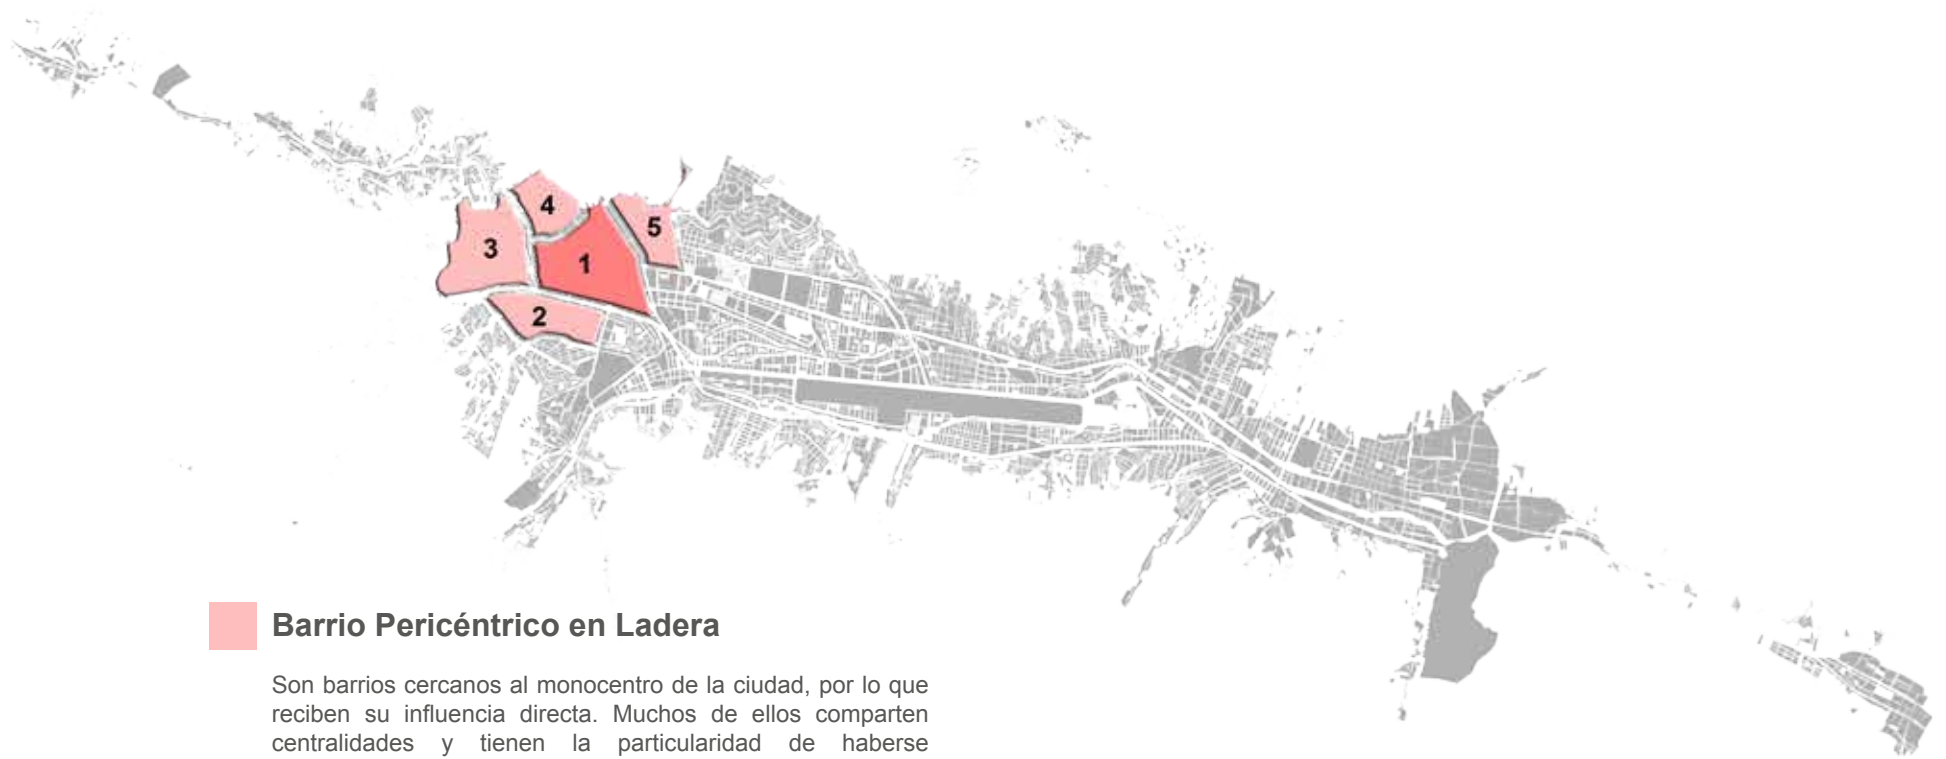 4
5
3
1
2
Barrio Pericéntrico en Ladera
Son barrios cercanos al monocentro de la ciudad, por lo que
reciben su influencia directa. Muchos de ellos comparten
centralidades y tienen la particularidad de haberse